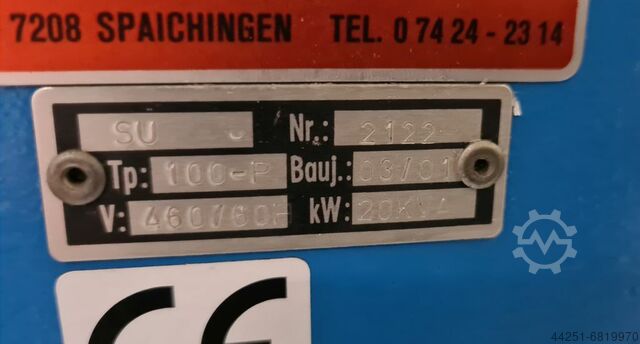 7208 SPAICHINGEN TEL. 0 74 24 - 23 14
SU Nr.: 2122
Tp: 100-P Bauj.: 03/01
V: 460/60H kW: 20KVA
CE
44251-6819970